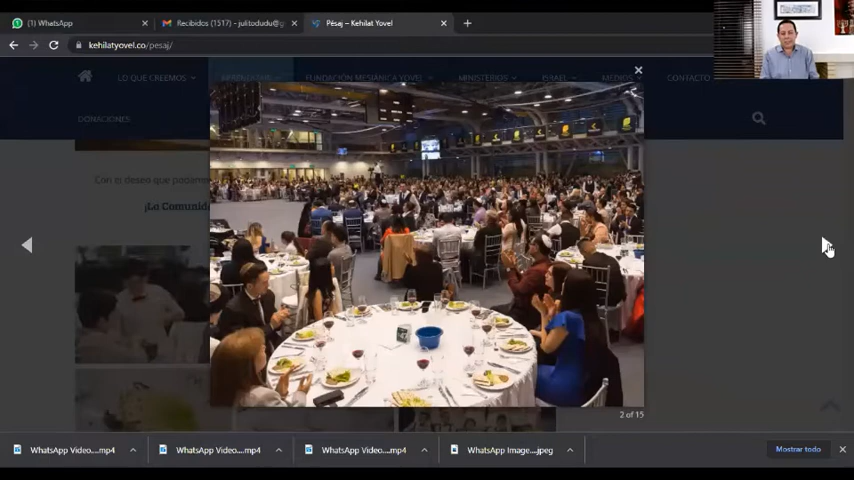 (1) WhatsApp
Recibidos (1517) - julitodudu@g
Pésaj – Kehilat Yovel
kehilatyovel.co/pesaj/
LO QUE CREEMOS
FUNDACIÓN MESIÁNICA YOVEL
MINISTERIOS
ISRAEL
MEDIOS
CONTACTO
DONACIONES
Con el deseo que
¡La Comunid
2 of 15
WhatsApp Video....mp4
WhatsApp Video....mp4
WhatsApp Video....mp4
WhatsApp Image....jpeg
Mostrar todo